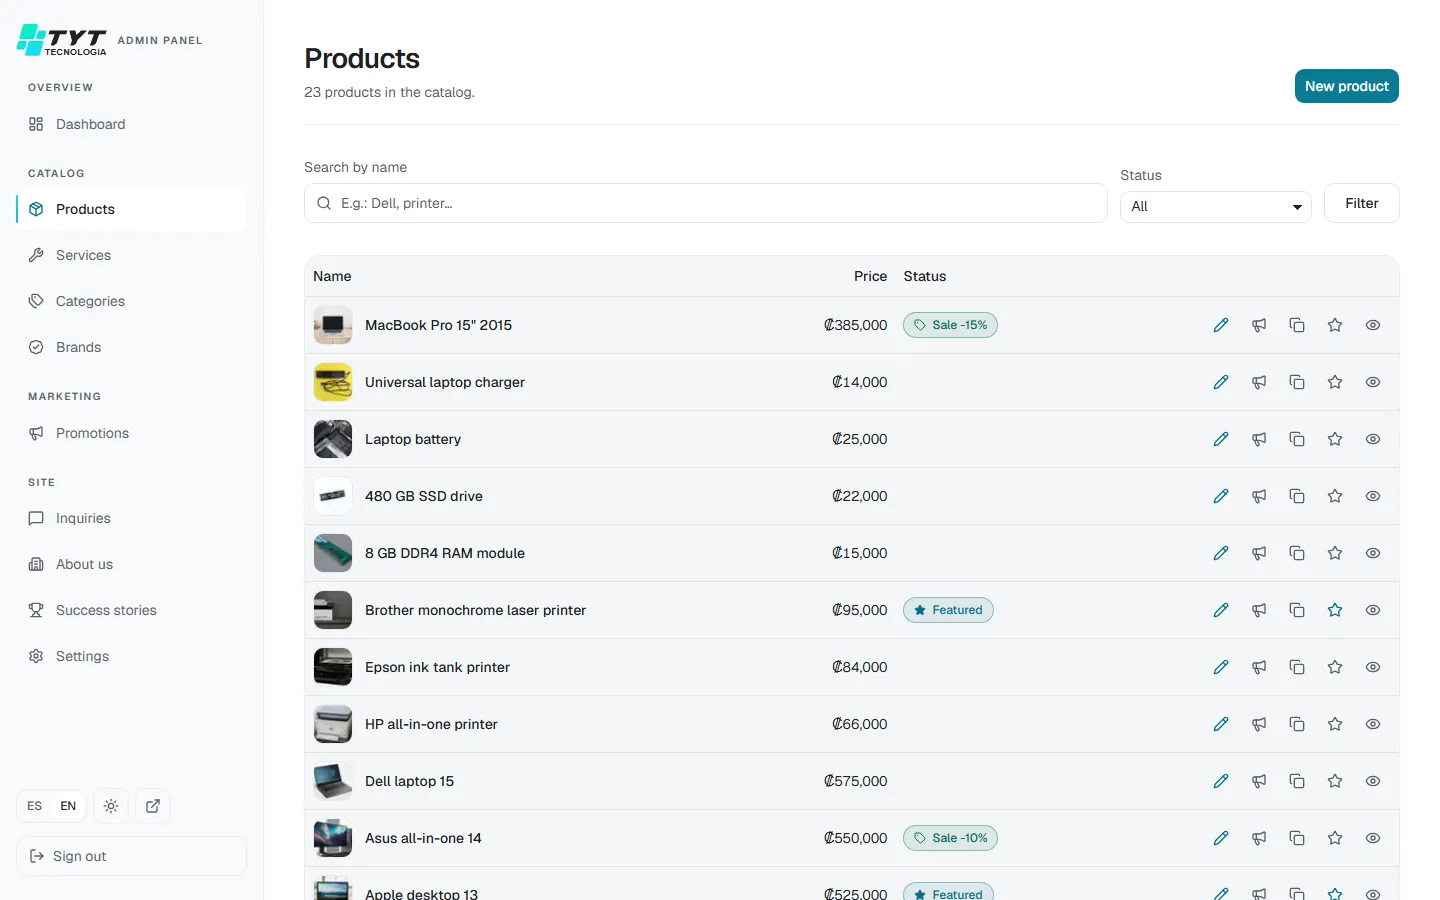 TYT
TECNOLOGIA
ADMIN PANEL
OVERVIEW
Dashboard
CATALOG
Products
Services
Categories
Brands
MARKETING
Promotions
SITE
Inquiries
About us
Success stories
Settings
ES EN
Sign out
Products
23 products in the catalog.
New product
Search by name
E.g.: Dell, printer...
Status
All
Filter
Name Price Status
MacBook Pro 15" 2015 ₡385,000 Sale -15%
Universal laptop charger ₡14,000
Laptop battery ₡25,000
480 GB SSD drive ₡22,000
8 GB DDR4 RAM module ₡15,000
Brother monochrome laser printer ₡95,000 Featured
Epson ink tank printer ₡84,000
HP all-in-one printer ₡66,000
Dell laptop 15 ₡575,000
Asus all-in-one 14 ₡550,000 Sale -10%
Apple desktop 13 ₡525,000 Featured